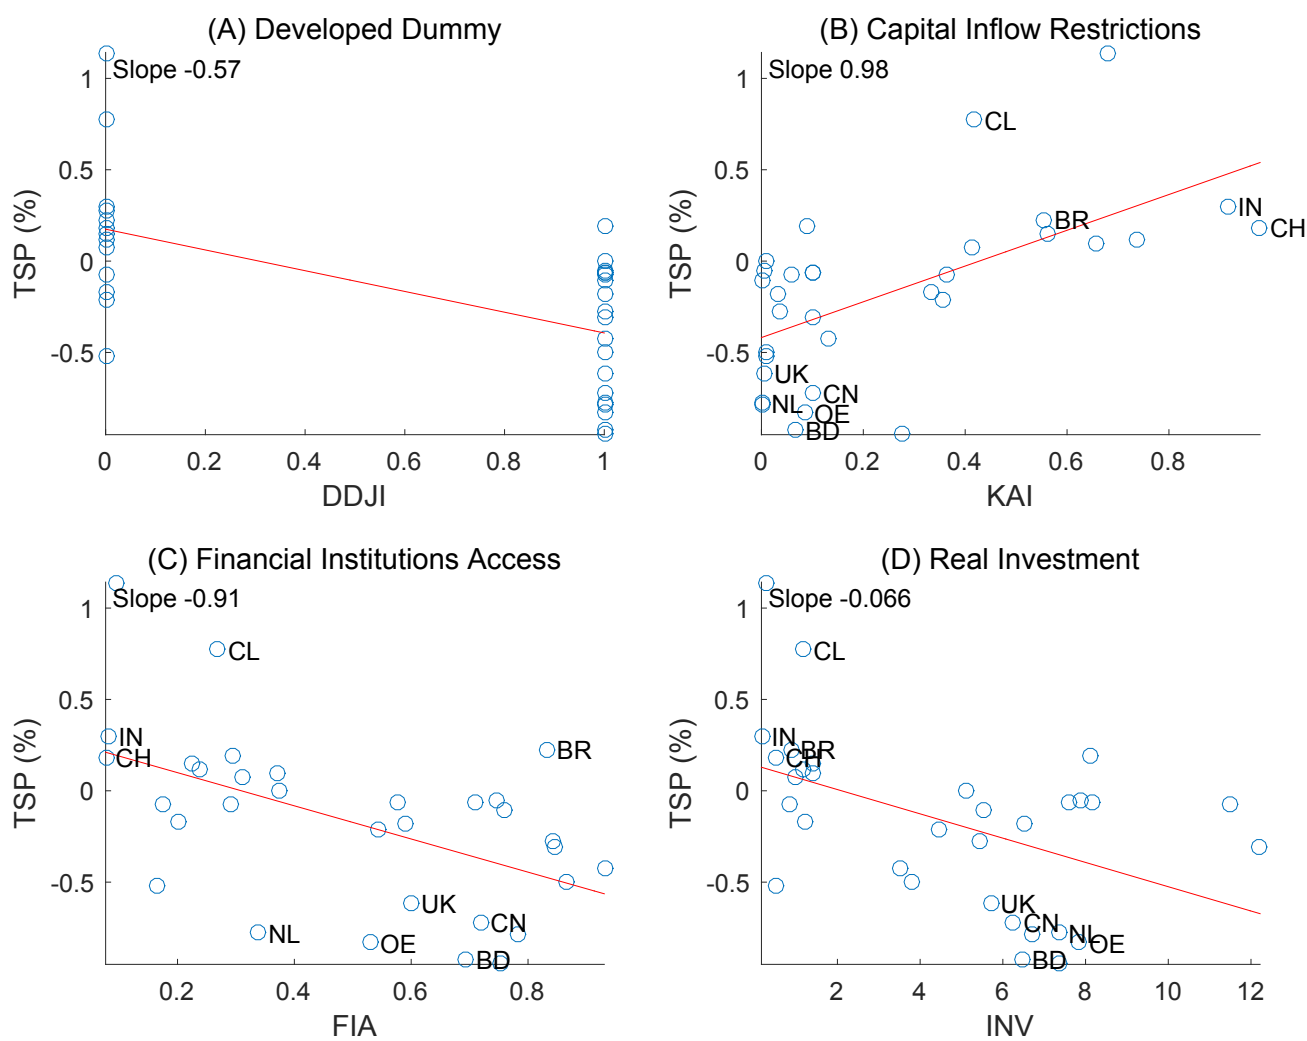 (A) Developed Dummy
Slope -0.57
1
0.5
0
-0.5
TSP (%)
0 0.2 0.4 0.6 0.8 1
DDJI
(B) Capital Inflow Restrictions
Slope 0.98
1
CL
0.5
BR
IN
CH
0
-0.5
UK
CN
NL
OE
BD
TSP (%)
0 0.2 0.4 0.6 0.8
KAI
(C) Financial Institutions Access
Slope -0.91
1
CL
0.5
IN
BR
CH
0
-0.5
UK
CN
NL
OE
BD
TSP (%)
0.2 0.4 0.6 0.8
FIA
(D) Real Investment
Slope -0.066
1
CL
0.5
IN
BR
CH
0
-0.5
UK
CN
NL
OE
BD
TSP (%)
2 4 6 8 10 12
INV